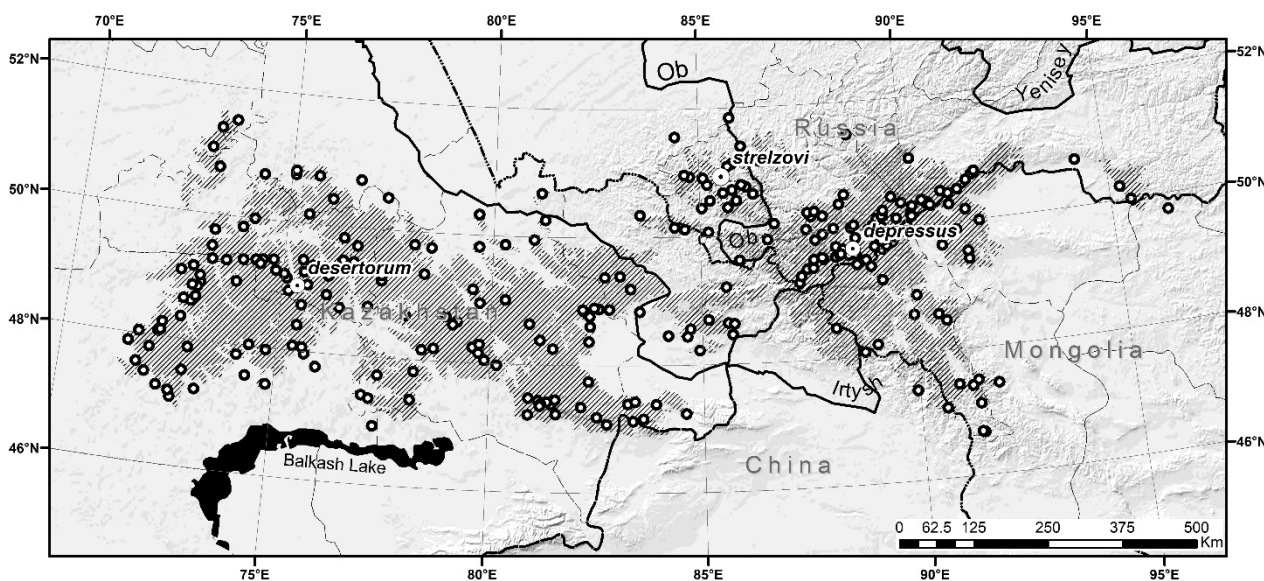 70°E 75°E 80°E 85°E 90°E 95°E
52°N 52°N
Ob
Yenisey
Russia
strelzovi
50°N 50°N
Ob
depressus
desertorum
48°N Kazakhstan 48°N
Mongolia
Irtysh
46°N 46°N
Balkash Lake
China
0 62.5 125 250 375 500
Km
75°E 80°E 85°E 90°E